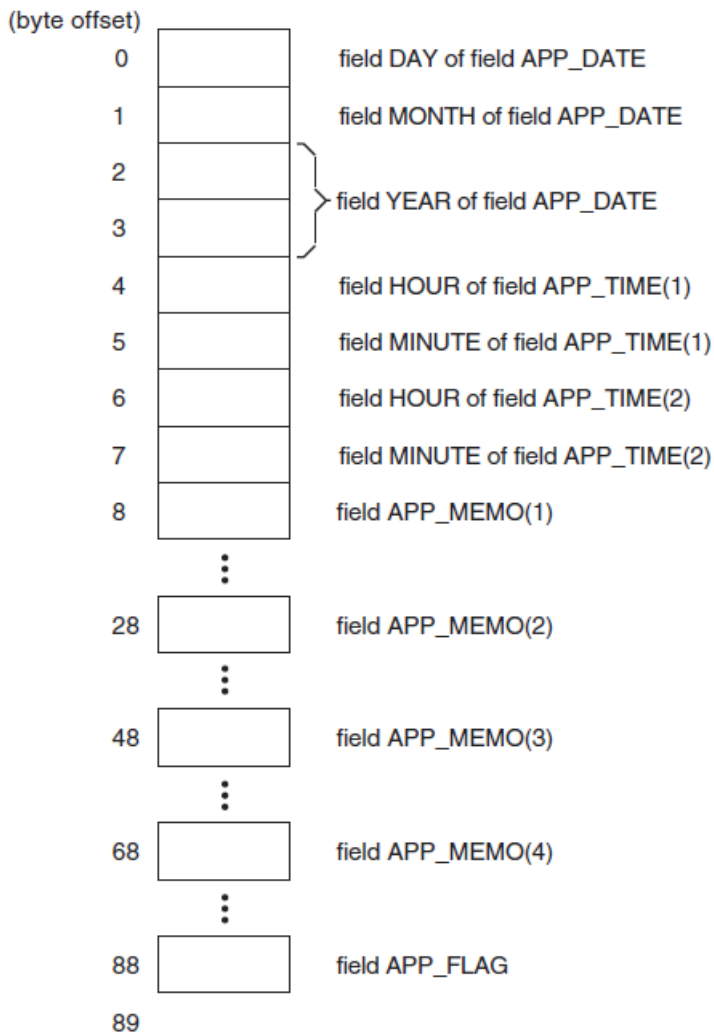 (byte offset)
0 field DAY of field APP_DATE
1 field MONTH of field APP_DATE
2
field YEAR of field APP_DATE
3
4 field HOUR of field APP_TIME(1)
5 field MINUTE of field APP_TIME(1)
6 field HOUR of field APP_TIME(2)
7 field MINUTE of field APP_TIME(2)
8 field APP_MEMO(1)
28 field APP_MEMO(2)
48 field APP_MEMO(3)
68 field APP_MEMO(4)
88 field APP_FLAG
89